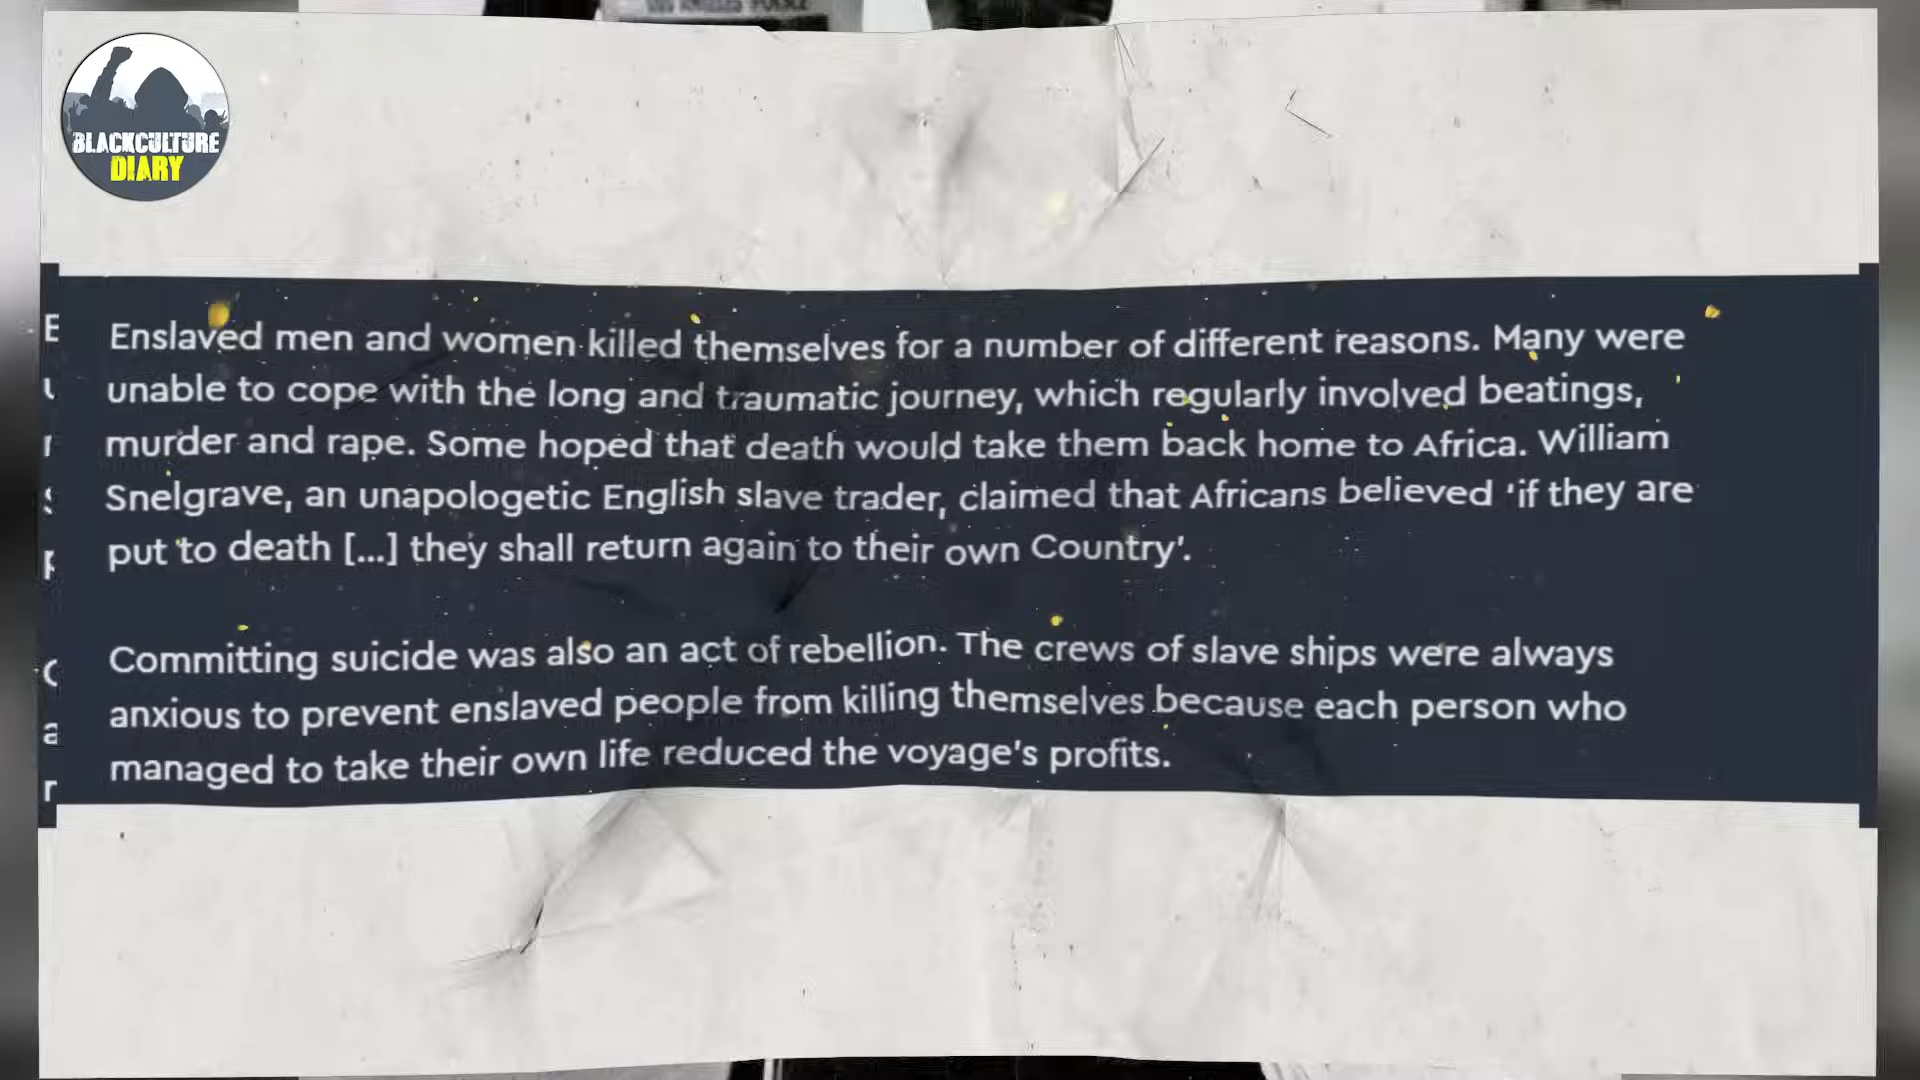 BLACKCULTURE
DIARY
Enslaved men and women killed themselves for a number of different reasons. Many were
unable to cope with the long and traumatic journey, which regularly involved beatings,
murder and rape. Some hoped that death would take them back home to Africa. William
Snelgrave, an unapologetic English slave trader, claimed that Africans believed ‘if they are
put to death [...] they shall return again to their own Country’.
Committing suicide was also an act of rebellion. The crews of slave ships were always
anxious to prevent enslaved people from killing themselves because each person who
managed to take their own life reduced the voyage's profits.